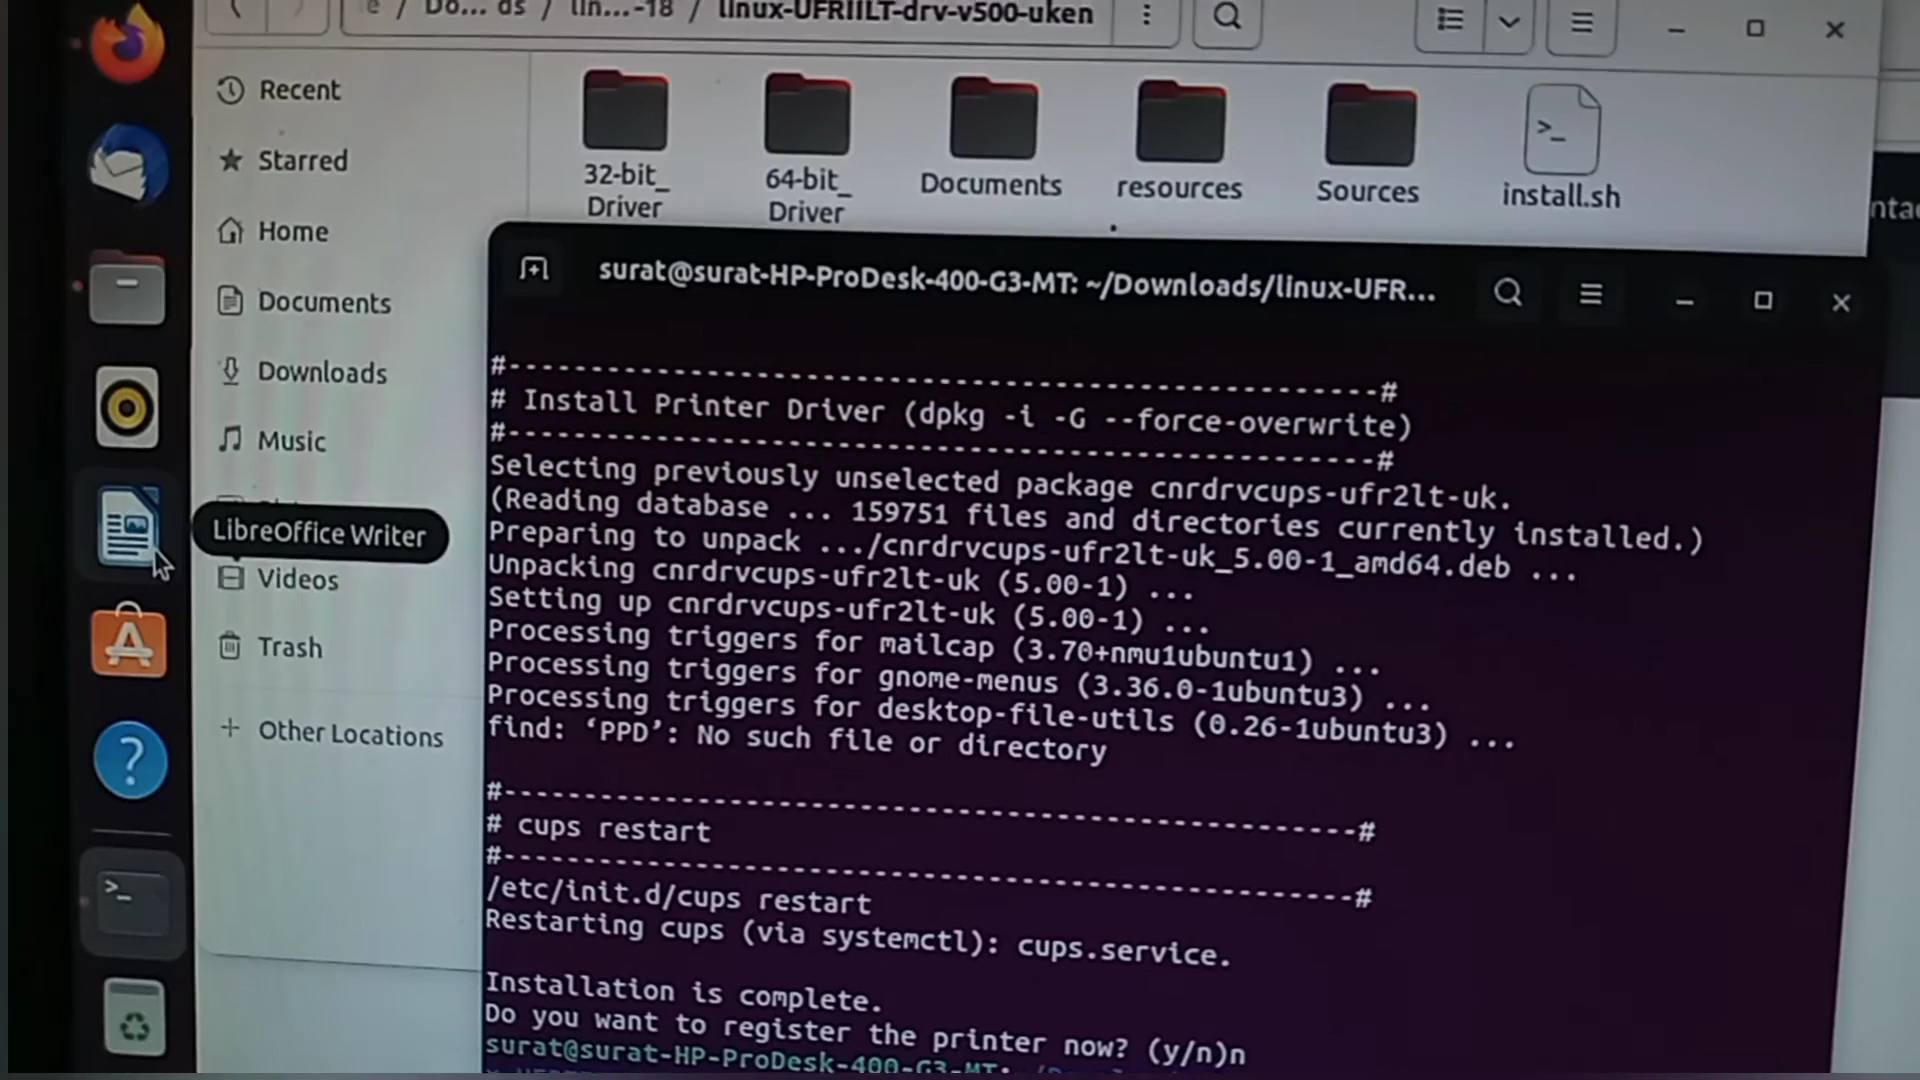 Do... ds / lin...-18 / linux-UFRIILT-drv-v500-uken
Recent
Starred
Home
Documents
Downloads
Music
LibreOffice Writer
Videos
Trash
+ Other Locations
32-bit_
Driver
64-bit_
Driver
Documents
resources
Sources
install.sh
surat@surat-HP-ProDesk-400-G3-MT: ~/Downloads/linux-UFR...
#-----------------------------------------------------#
# Install Printer Driver (dpkg -i -G --force-overwrite)
#-----------------------------------------------------#
Selecting previously unselected package cnrdrvcups-ufr2lt-uk.
(Reading database ... 159751 files and directories currently installed.)
Preparing to unpack .../cnrdrvcups-ufr2lt-uk_5.00-1_amd64.deb ...
Unpacking cnrdrvcups-ufr2lt-uk (5.00-1) ...
Setting up cnrdrvcups-ufr2lt-uk (5.00-1) ...
Processing triggers for mailcap (3.70+nmu1ubuntu1) ...
Processing triggers for gnome-menus (3.36.0-1ubuntu3) ...
Processing triggers for desktop-file-utils (0.26-1ubuntu3) ...
find: ‘PPD’: No such file or directory
#-----------------------------------------------------#
# cups restart
#-----------------------------------------------------#
/etc/init.d/cups restart
Restarting cups (via systemctl): cups.service.
Installation is complete.
Do you want to register the printer now? (y/n)n
surat@surat-HP-ProDesk-400-G3-MT: